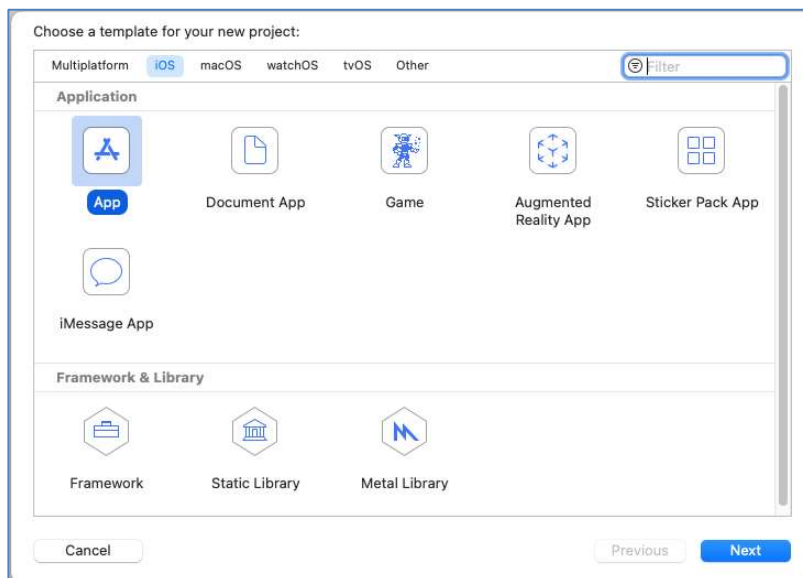 Choose a template for your new project:
Multiplatform iOS macOS watchOS tvOS Other Filter
Application
App Document App Game Augmented Reality App Sticker Pack App
iMessage App
Framework & Library
Framework Static Library Metal Library
Cancel Previous Next